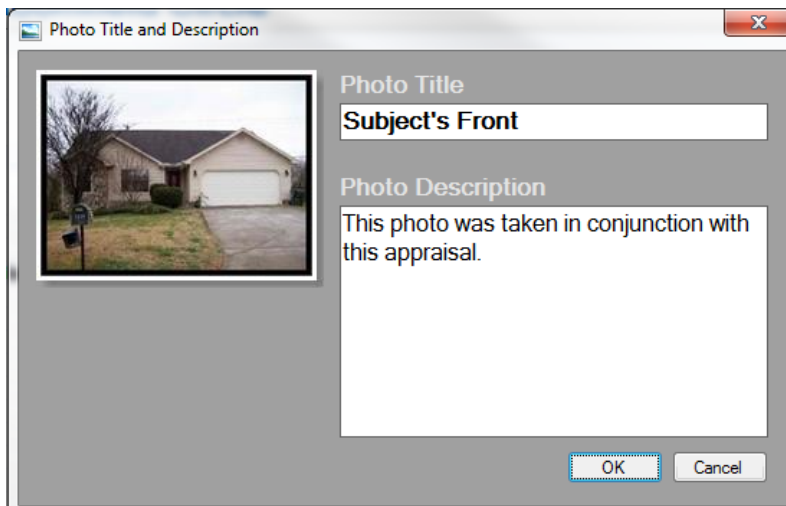 Photo Title and Description
Photo Title
Subject's Front
Photo Description
This photo was taken in conjunction with
this appraisal.
OK
Cancel